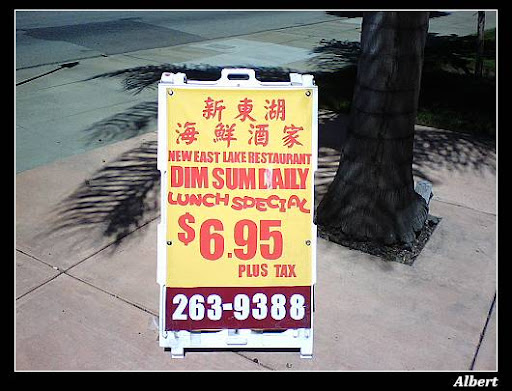 新東湖
海鮮酒家
NEW EAST LAKE RESTAURANT
DIM SUM DAILY
LUNCH SPECIAL
$6.95
PLUS TAX
263-9388
Albert